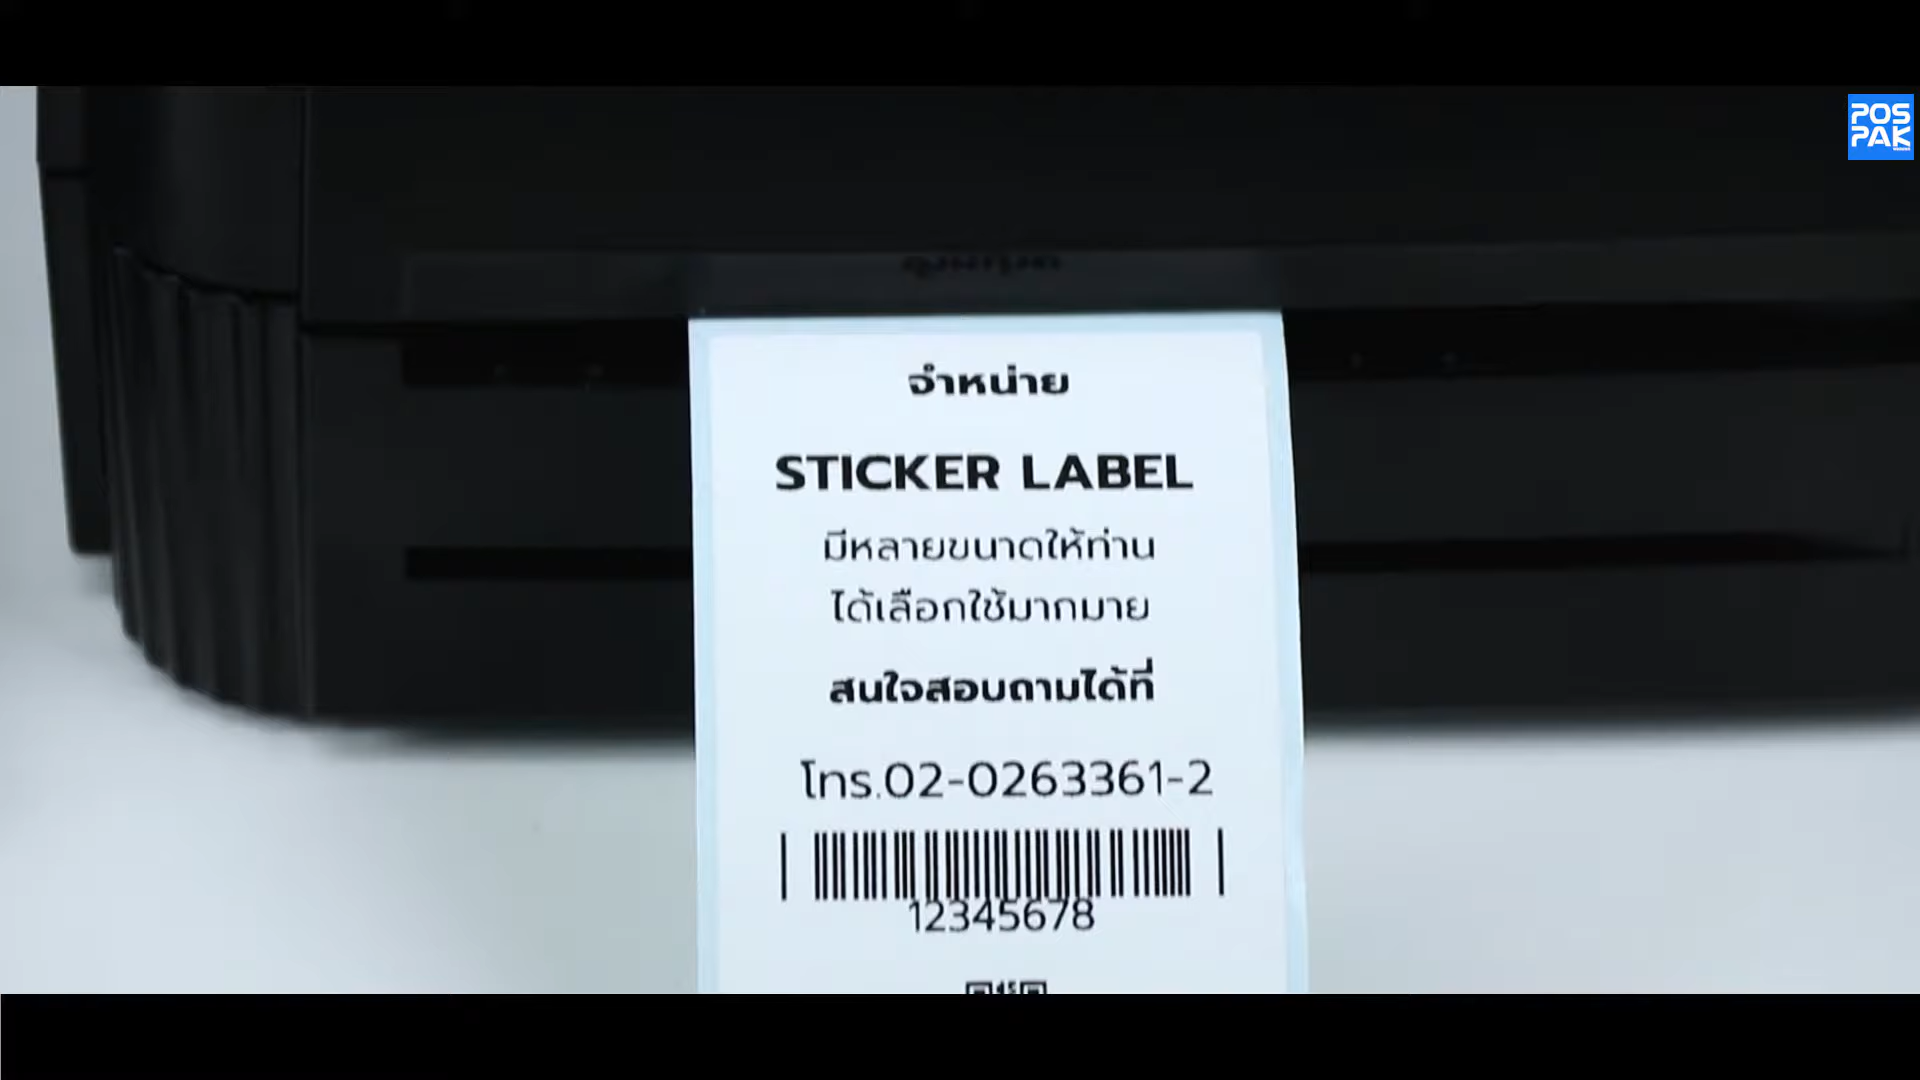 POS
PAK
จำหน่าย
STICKER LABEL
มีหลายขนาดให้ท่าน
ได้เลือกใช้มากมาย
สนใจสอบถามได้ที่
โทร.02-0263361-2
12345678